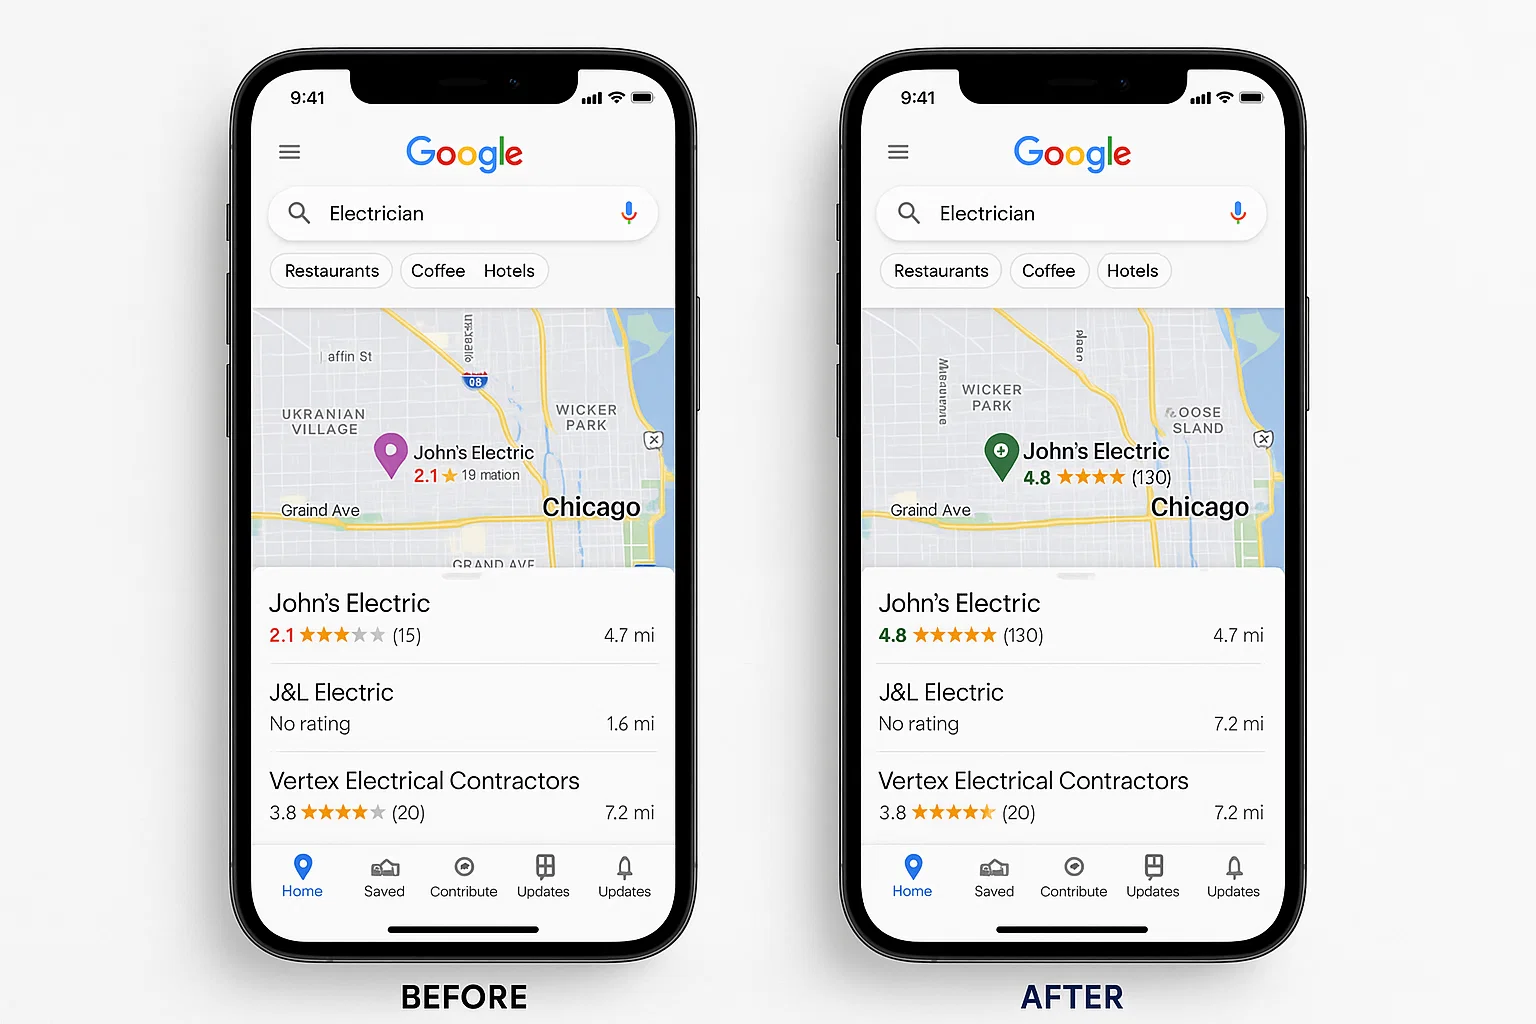 9:41
Google
Electrician
Restaurants
Coffee
Hotels
affin St
08
UKRANIAN
VILLAGE
WICKER
PARK
John's Electric
2.1 ★ 19 mation
Graind Ave
Chicago
GRAND AVE
John's Electric
2.1 ★★★★★ (15)
4.7 mi
J&L Electric
No rating
1.6 mi
Vertex Electrical Contractors
3.8 ★★★★★ (20)
7.2 mi
Home
Saved
Contribute
Updates
Updates
BEFORE
9:41
Google
Electrician
Restaurants
Coffee
Hotels
WICKER
PARK
OOSE
SLAND
John's Electric
4.8 ★★★★ (130)
Graind Ave
Chicago
John's Electric
4.8 ★★★★★ (130)
4.7 mi
J&L Electric
No rating
7.2 mi
Vertex Electrical Contractors
3.8 ★★★★★ (20)
7.2 mi
Home
Saved
Contribute
Updates
Updates
AFTER